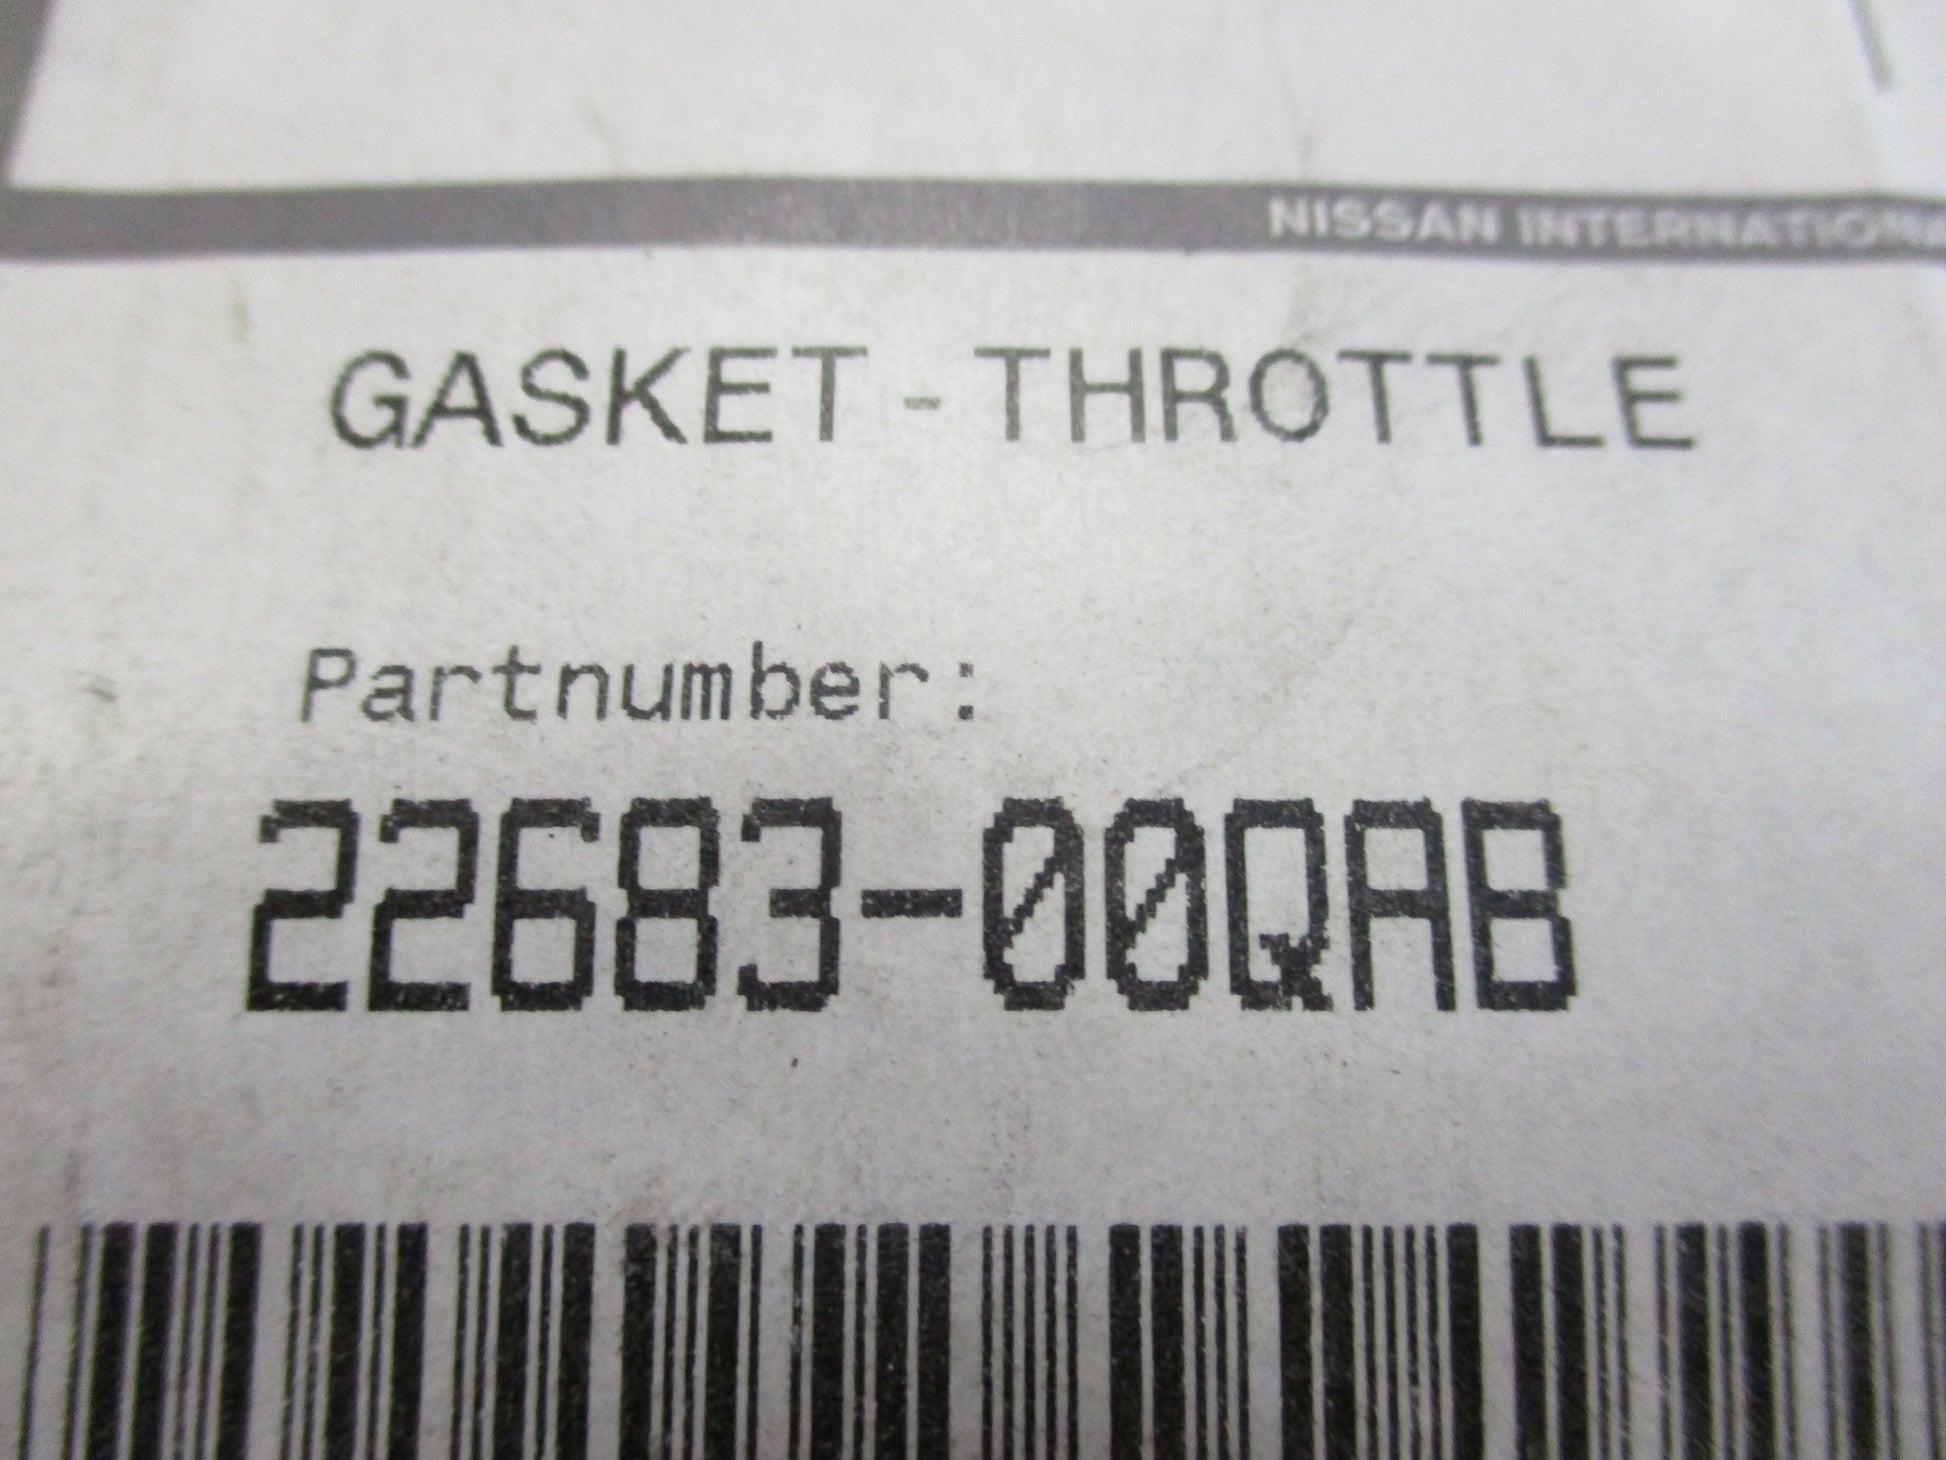 NISSAN INTERNATIONA
GASKET - THROTTLE
Partnumber:
22683-00QAB